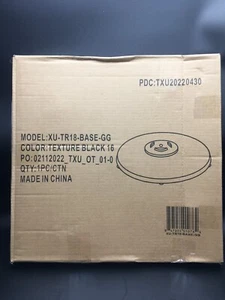 PDC:TXU20220430
MODEL:XU-TR18-BASE-GG
COLOR:TEXTURE BLACK 16
PO:02112022_TXU_OT_01-0
QTY:1PC/CTN
MADE IN CHINA